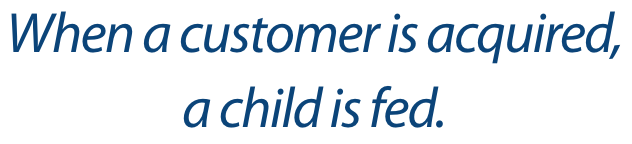 When a customer is acquired,
a child is fed.